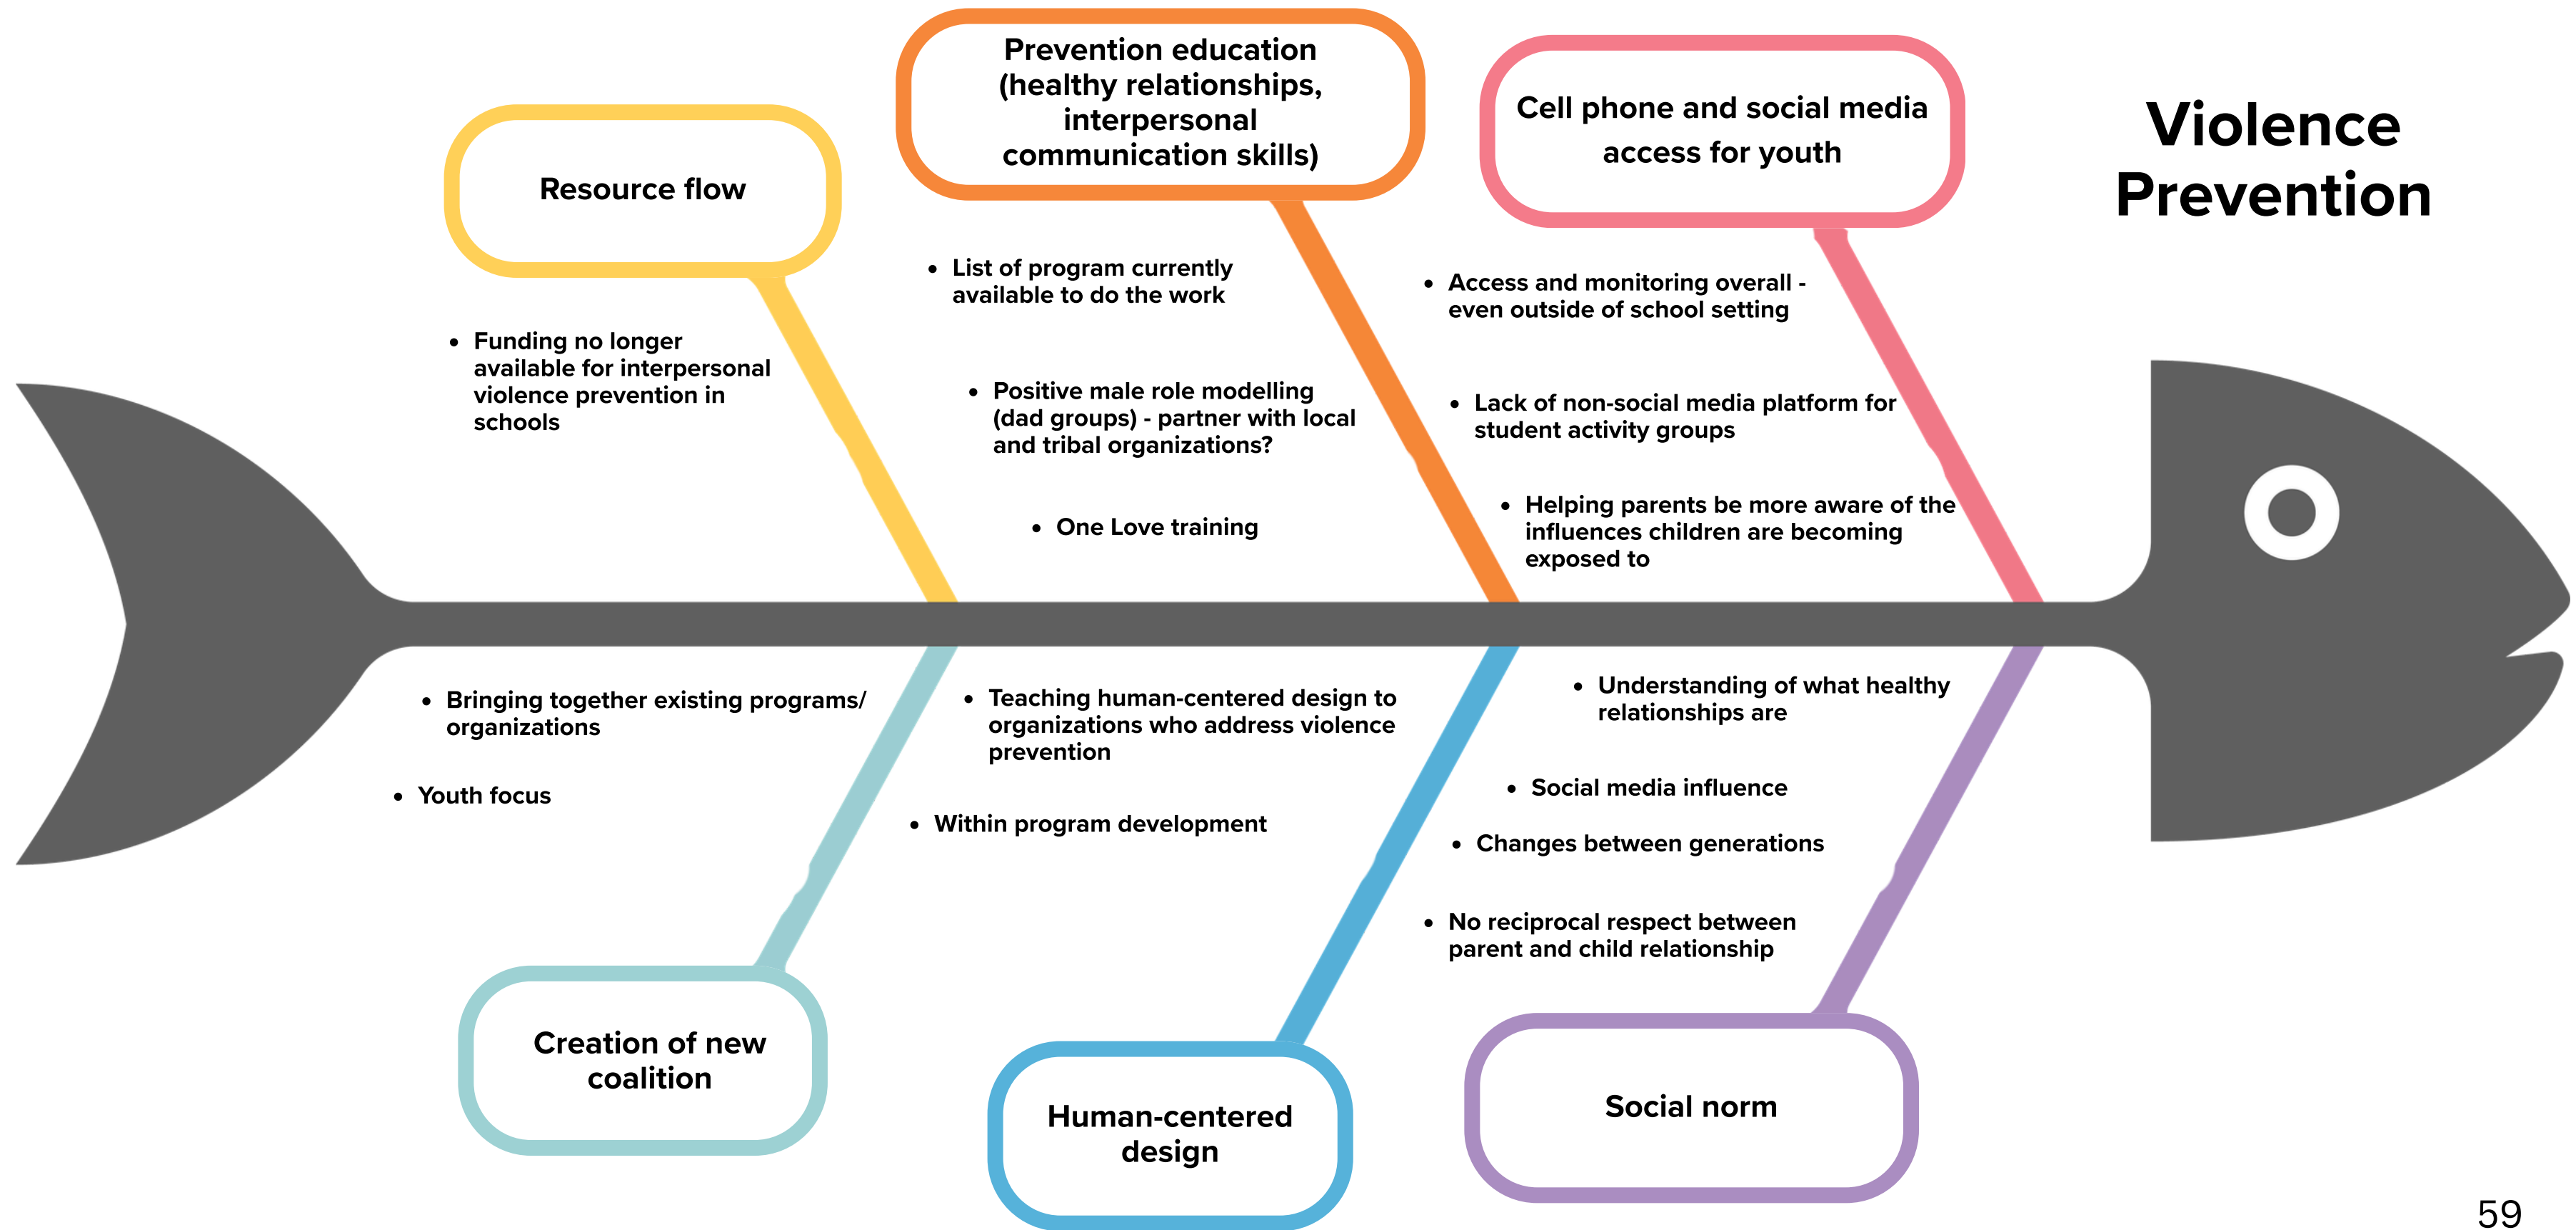 Violence
Prevention
Resource flow
• Funding no longer
available for interpersonal
violence prevention in
schools
Prevention education
(healthy relationships,
interpersonal
communication skills)
• List of program currently
available to do the work
• Positive male role modelling
(dad groups) - partner with local
and tribal organizations?
• One Love training
Cell phone and social media
access for youth
• Access and monitoring overall -
even outside of school setting
• Lack of non-social media platform for
student activity groups
• Helping parents be more aware of the
influences children are becoming
exposed to
• Bringing together existing programs/
organizations
• Youth focus
Creation of new
coalition
• Teaching human-centered design to
organizations who address violence
prevention
• Within program development
Human-centered
design
• Understanding of what healthy
relationships are
• Social media influence
• Changes between generations
• No reciprocal respect between
parent and child relationship
Social norm
59